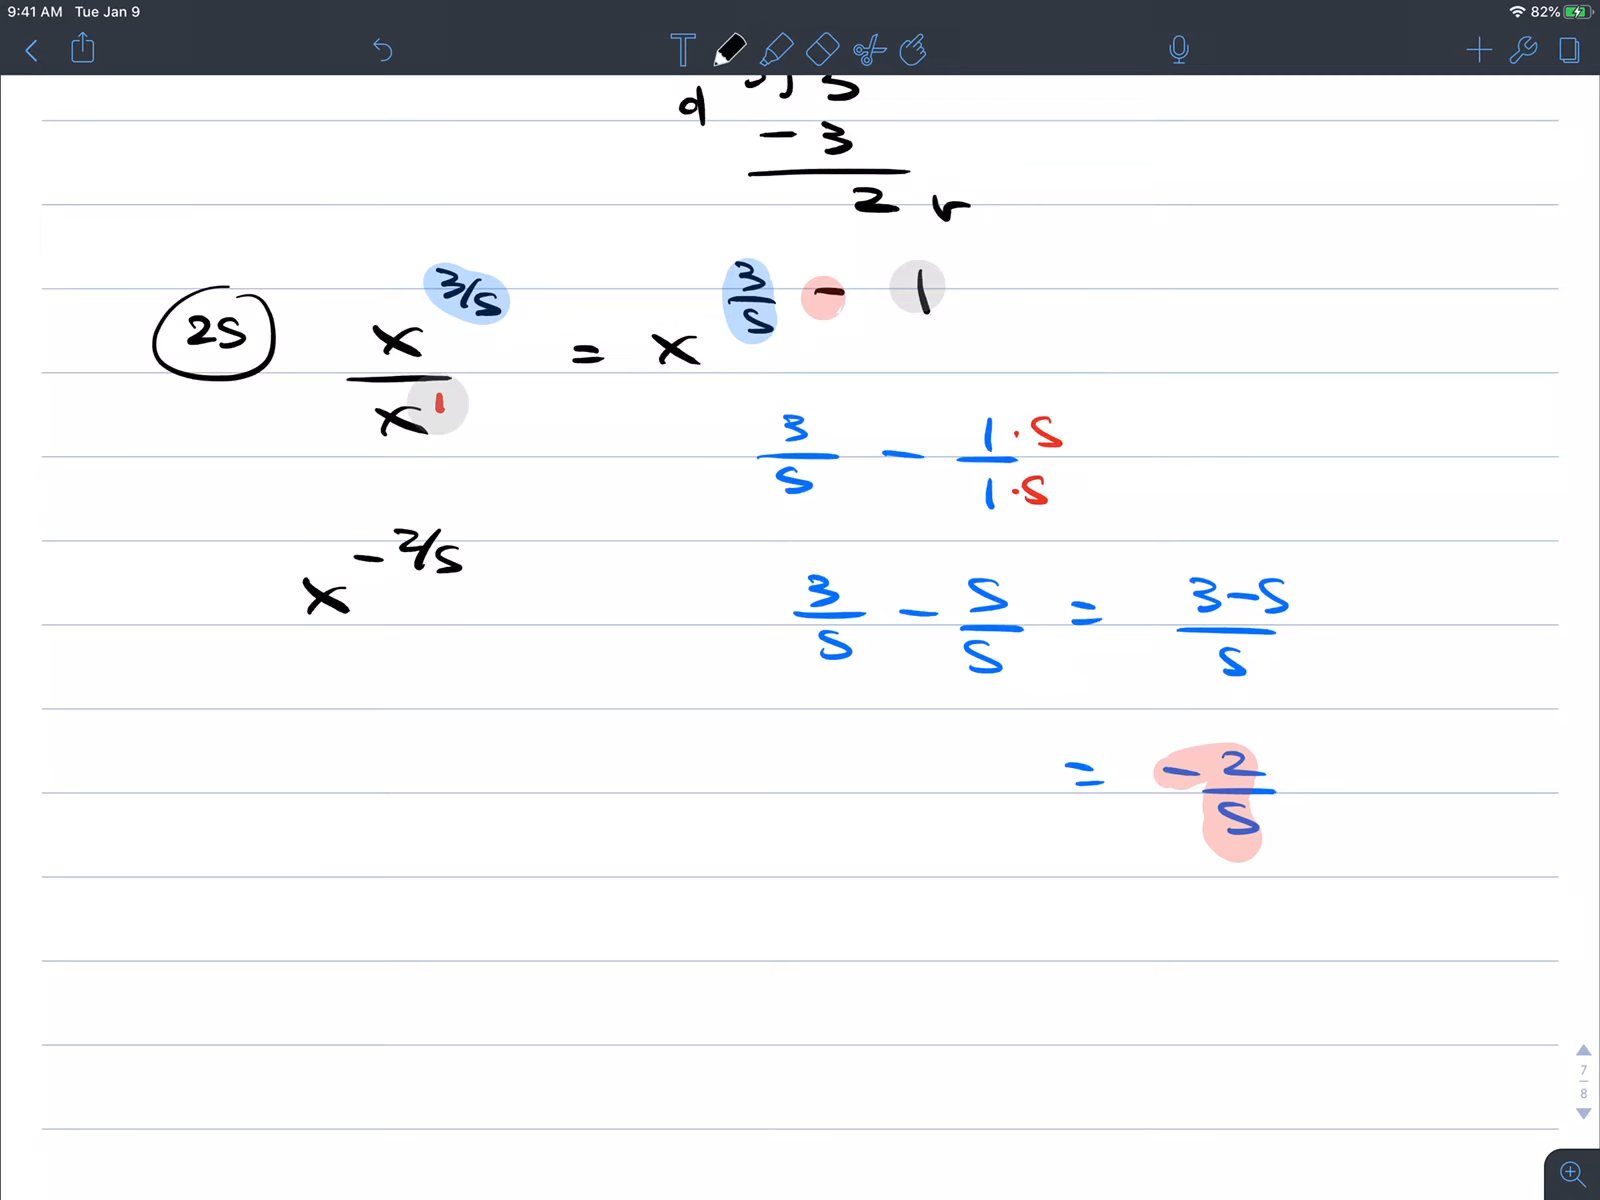 9:41 AM Tue Jan 9
82%
T
- 3
2 r
25
x^3/5 / x^1 = x^(3/5 - 1)
3/5 - 1·5/1·5
x^-2/5
3/5 - 5/5 = 3-5/5
= -2/5
7
8